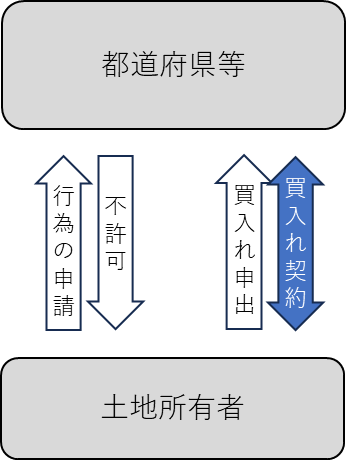 都道府県等
行為の申請
不許可
買入れ申出
買入れ契約
土地所有者